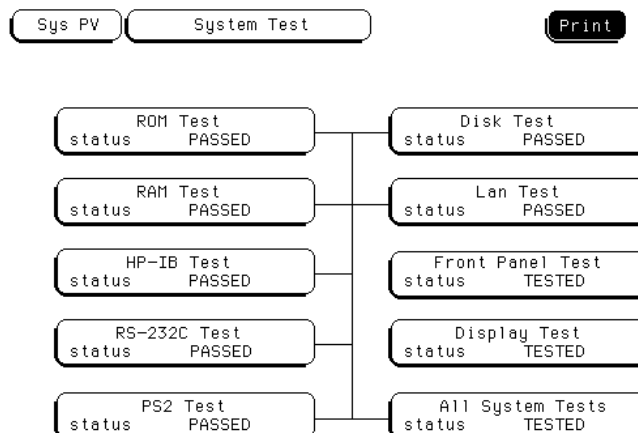 Sys PV
System Test
Print
ROM Test
status PASSED
Disk Test
status PASSED
RAM Test
status PASSED
Lan Test
status PASSED
HP-IB Test
status PASSED
Front Panel Test
status TESTED
RS-232C Test
status PASSED
Display Test
status TESTED
PS2 Test
status PASSED
All System Tests
status TESTED